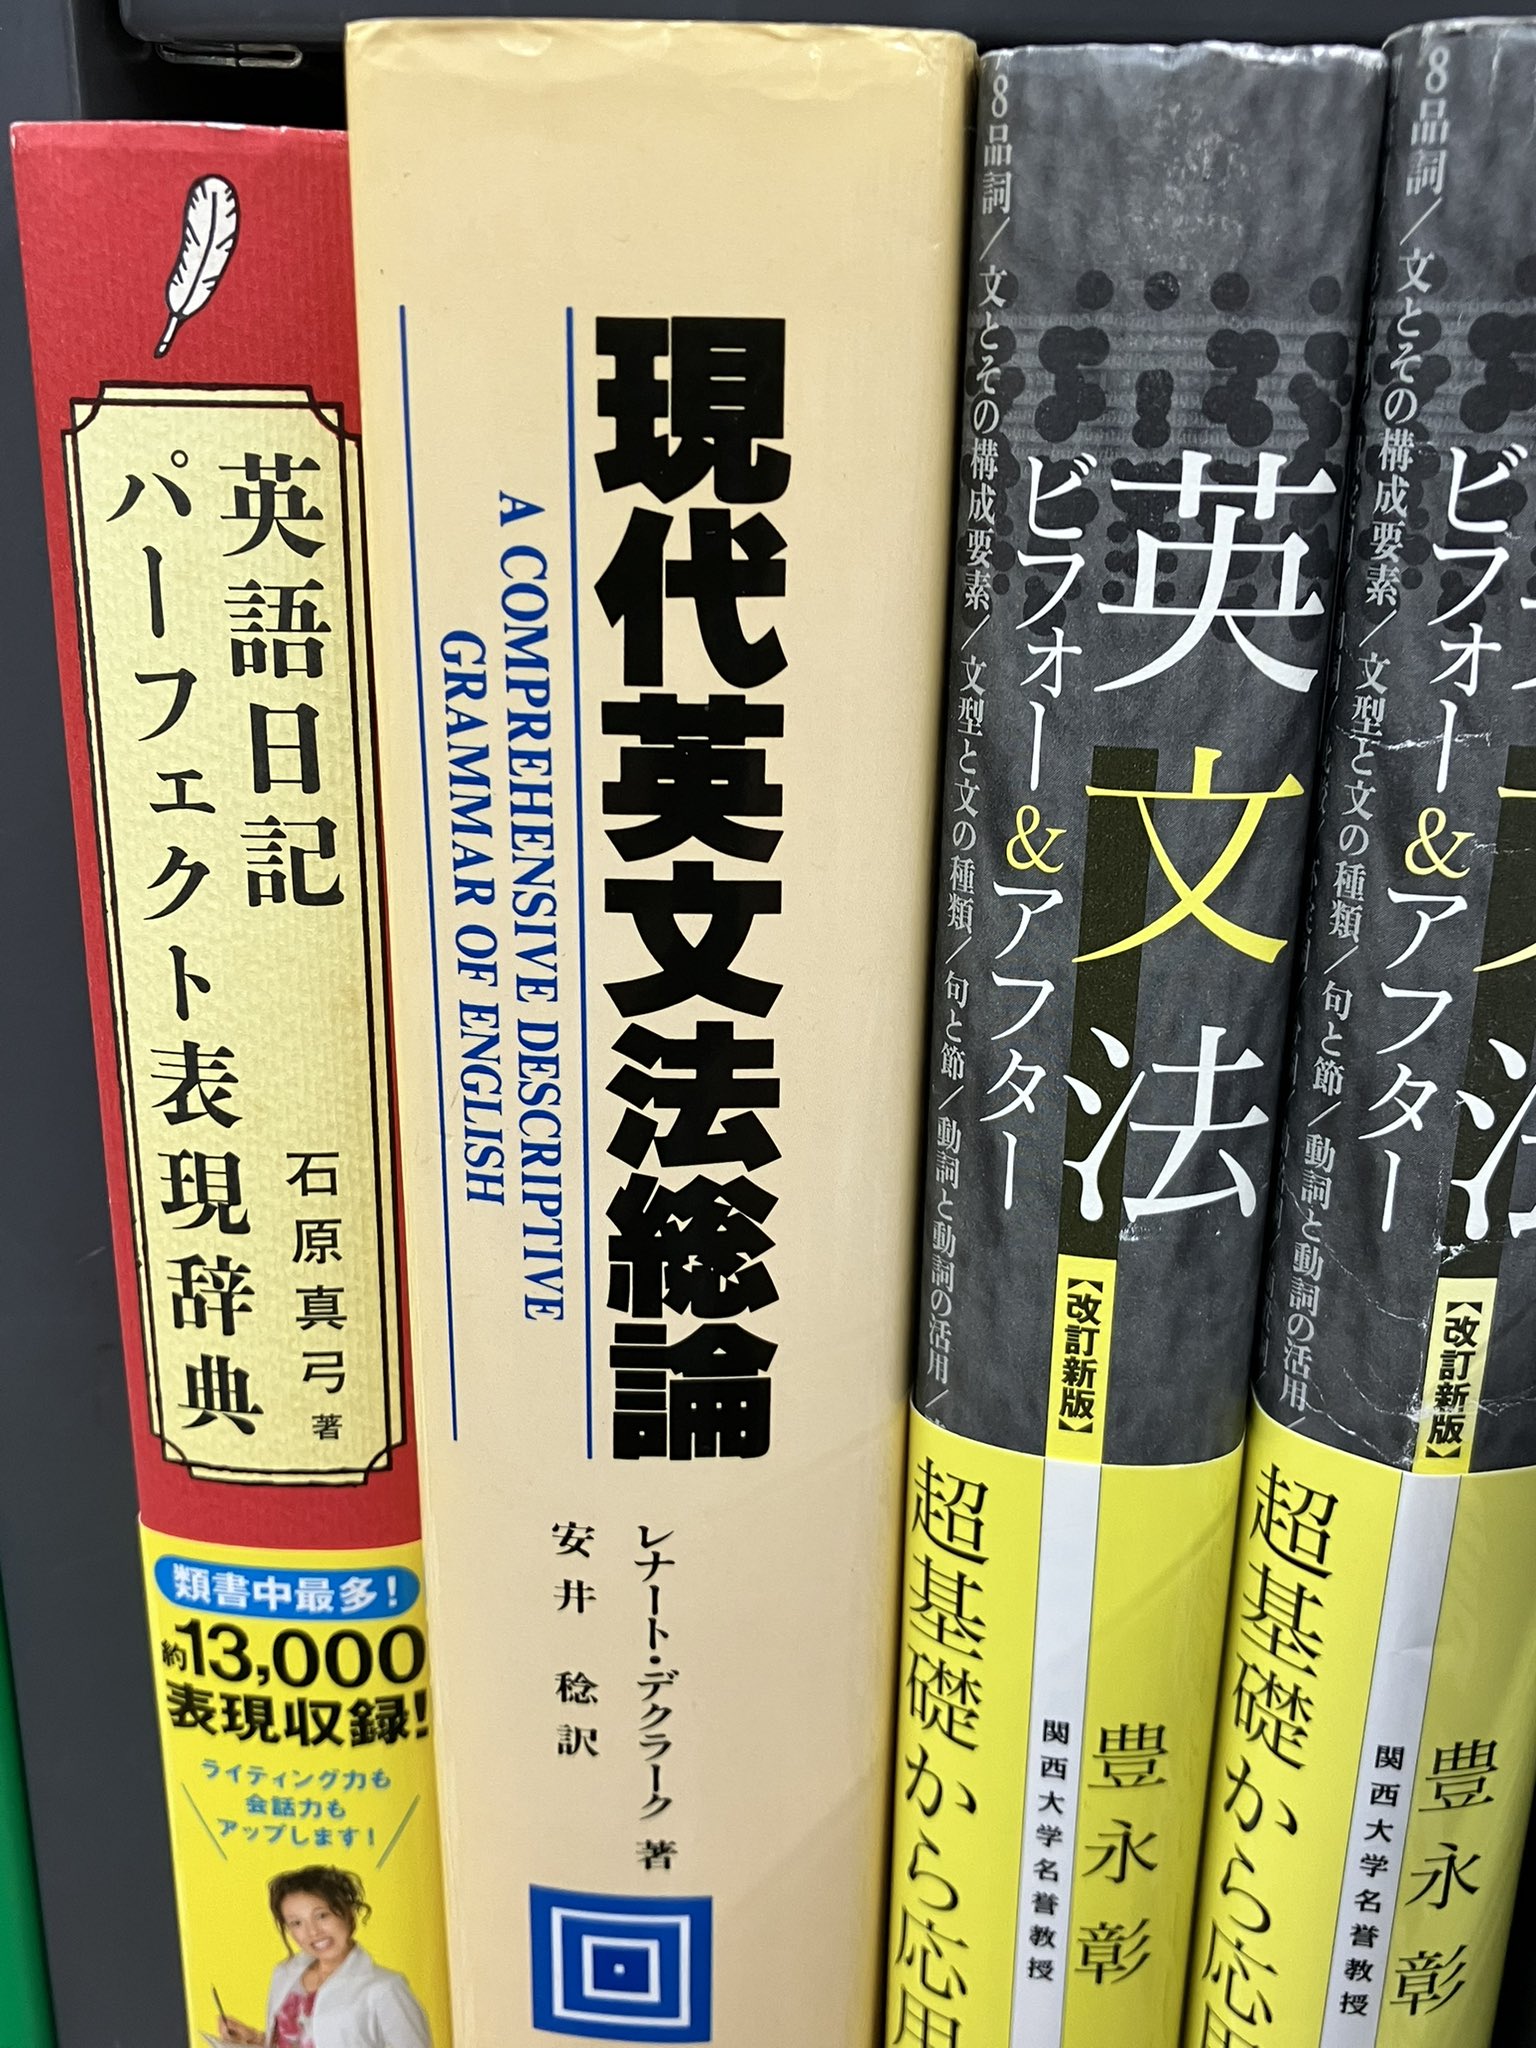 英語日記
パーフェクト表現辞典
石原真弓 著
類書中最多!
約13,000
表現収録!
ライティング力も
会話力も
アップします!
現代英文法総論
A COMPREHENSIVE DESCRIPTIVE
GRAMMAR OF ENGLISH
レナート・デクラーク 著
安井 稔 訳
8品詞/文とその構成要素/文型と文の種類/句と節/動詞と動詞の活用/
英文法
ビフォー&アフター
【改訂新版】
超基礎から応用
関西大学名誉教授
豊永彰
8品詞/文とその構成要素/文型と文の種類/句と節/動詞と動詞の活用/
ビフォー&アフター
【改訂新版】
超基礎から応用
関西大学名誉教授
豊永彰